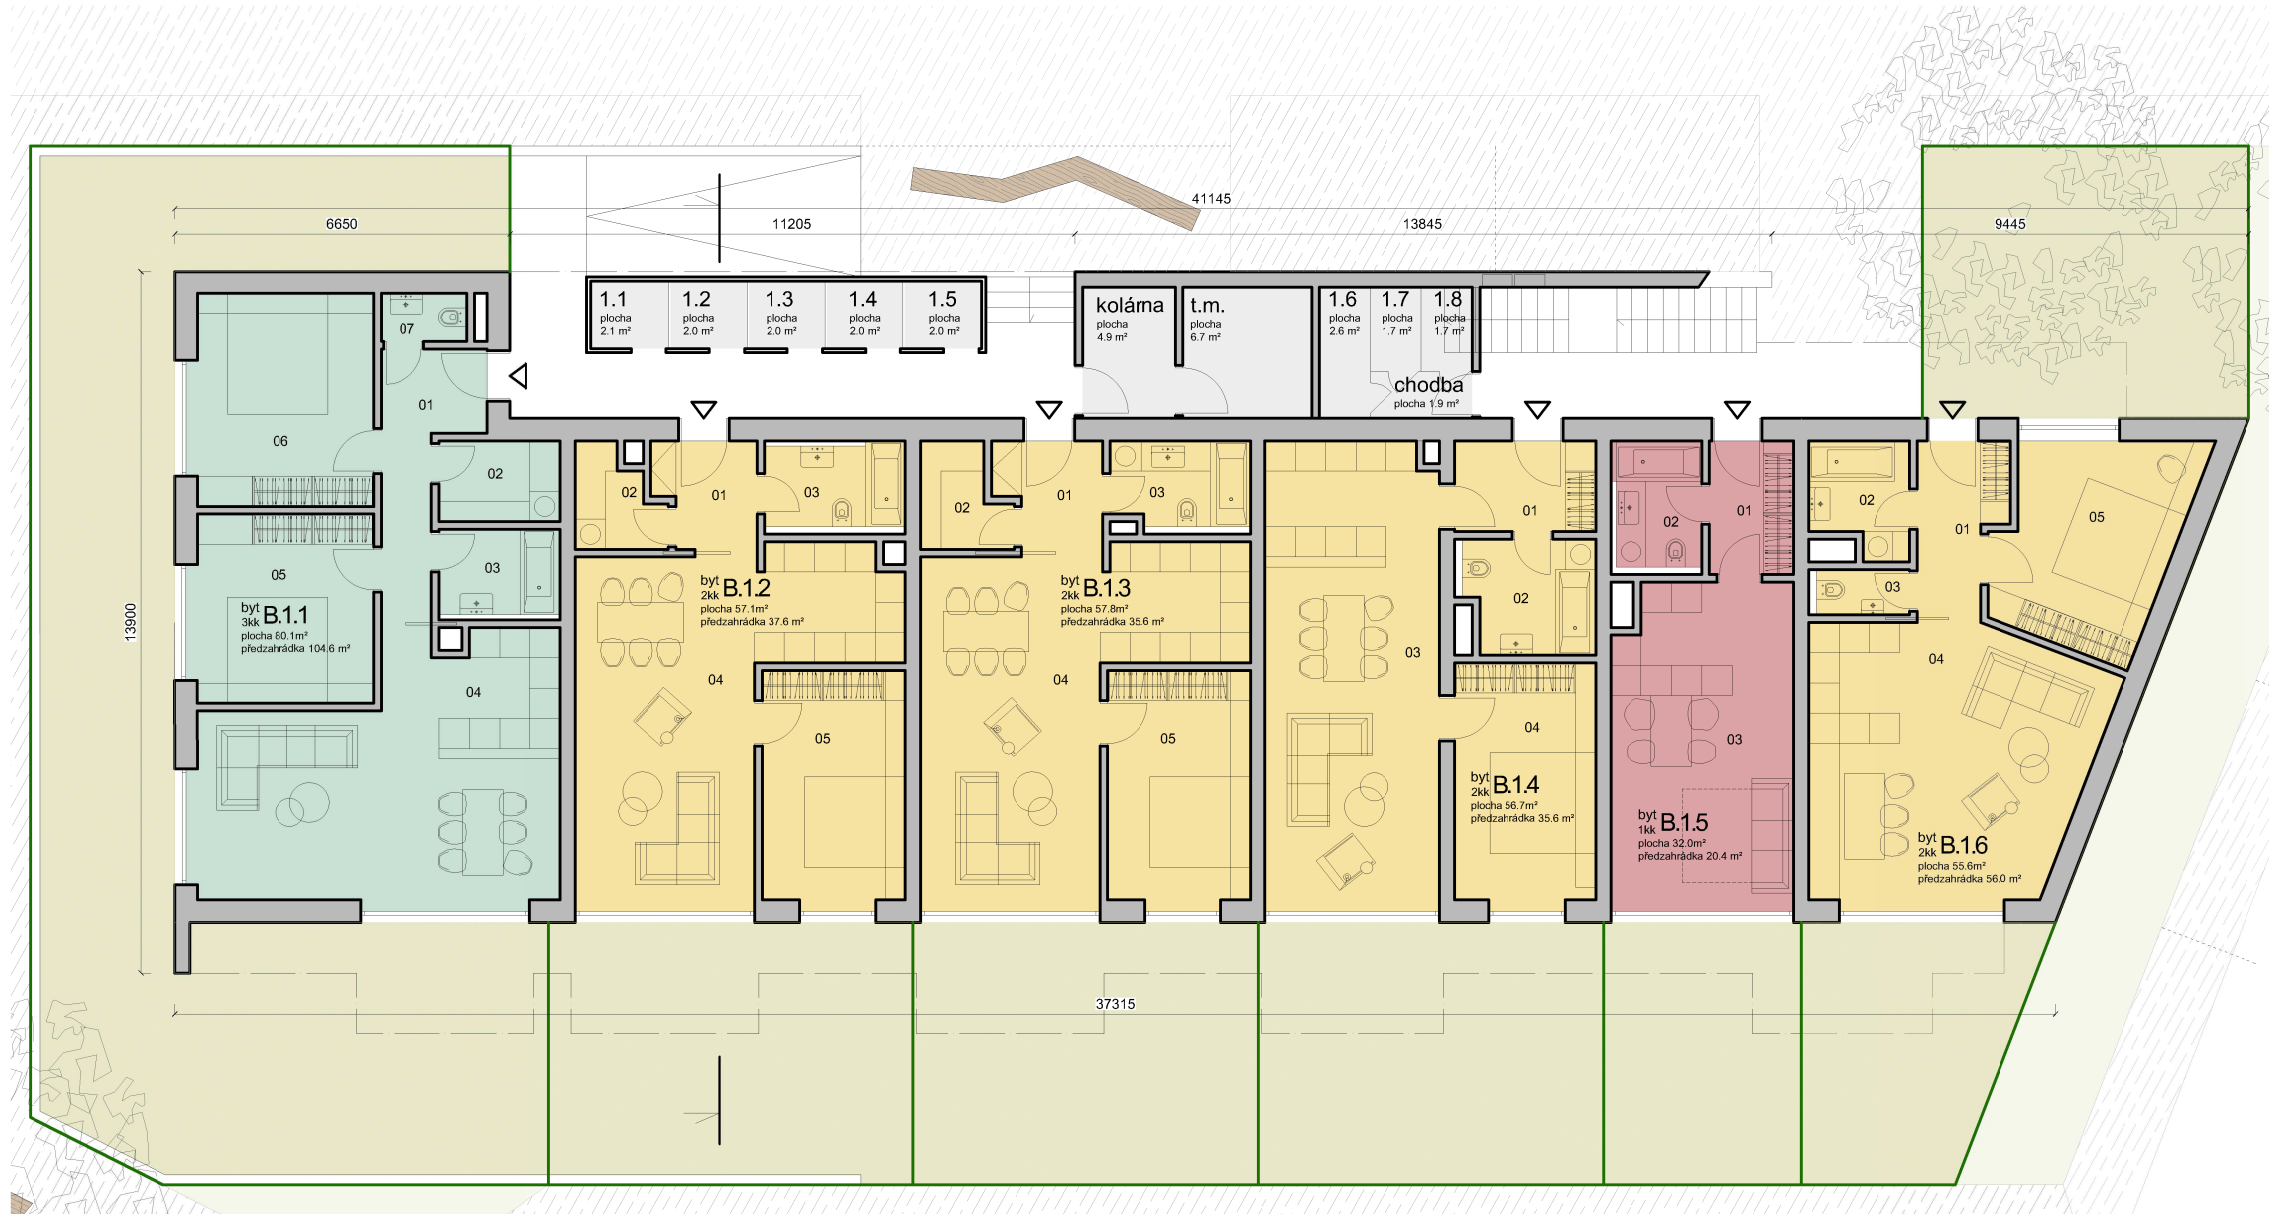 41145
6650
11205
13845
9445
1.1
plocha
2.1 m²
1.2
plocha
2.0 m²
1.3
plocha
2.0 m²
1.4
plocha
2.0 m²
1.5
plocha
2.0 m²
kolárna
plocha
4.9 m²
t.m.
plocha
6.7 m²
1.6
plocha
2.6 m²
1.7
plocha
1.7 m²
1.8
plocha
1.7 m²
chodba
plocha 1.9 m²
13900
07
01
06
02
03
05
04
byt
3kk B.1.1
plocha 80.1m²
předzahrádka 104.6 m²
02
01
03
04
05
byt
2kk B.1.2
plocha 57.1m²
předzahrádka 37.6 m²
02
01
03
04
05
byt
2kk B.1.3
plocha 57.8m²
předzahrádka 35.6 m²
01
02
03
04
byt
2kk B.1.4
plocha 56.7m²
předzahrádka 35.6 m²
02
01
03
byt
1kk B.1.5
plocha 32.0m²
předzahrádka 20.4 m²
02
01
03
05
04
byt
2kk B.1.6
plocha 55.6m²
předzahrádka 56.0 m²
37315